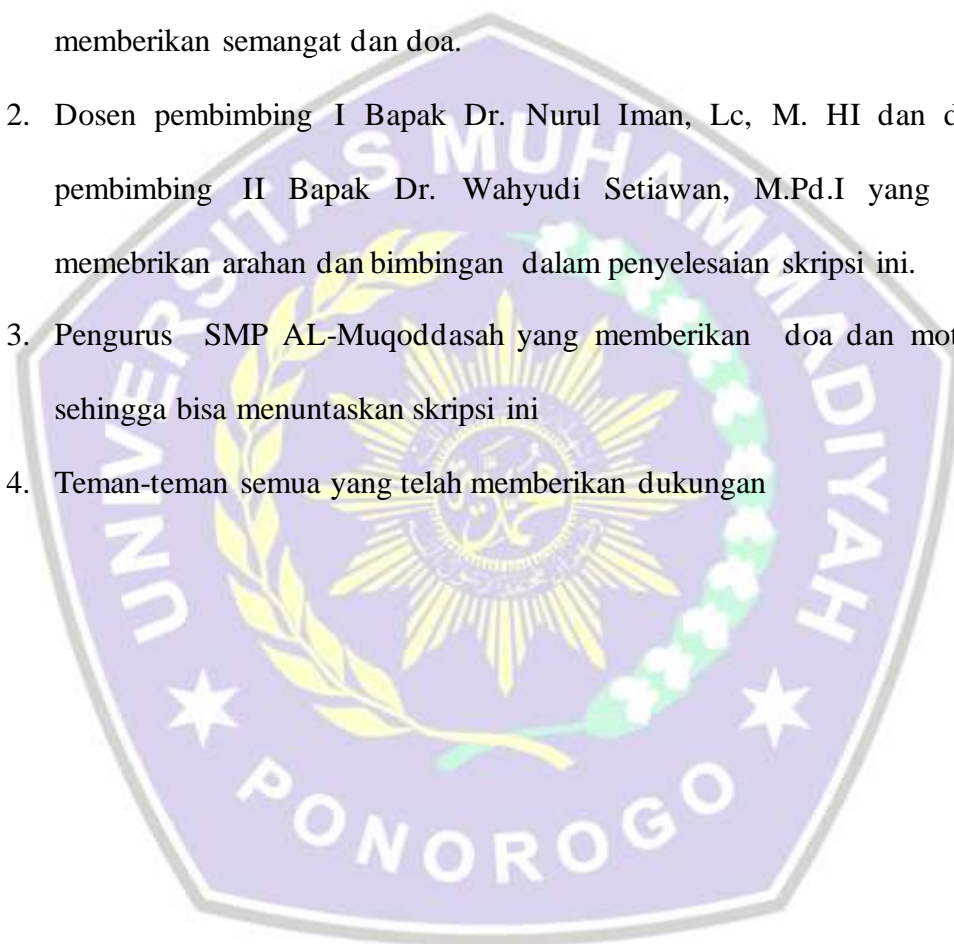 memberikan semangat dan doa.
2. Dosen pembimbing I Bapak Dr. Nurul Iman, Lc, M. HI dan d
pembimbing II Bapak Dr. Wahyudi Setiawan, M.Pd.I yang
memebrikan arahan dan bimbingan dalam penyelesaian skripsi ini.
3. Pengurus SMP AL-Muqoddasah yang memberikan doa dan mot
sehingga bisa menuntaskan skripsi ini
4. Teman-teman semua yang telah memberikan dukungan
UNIVERSITAS MUHAMMADIYAH
PONOROGO